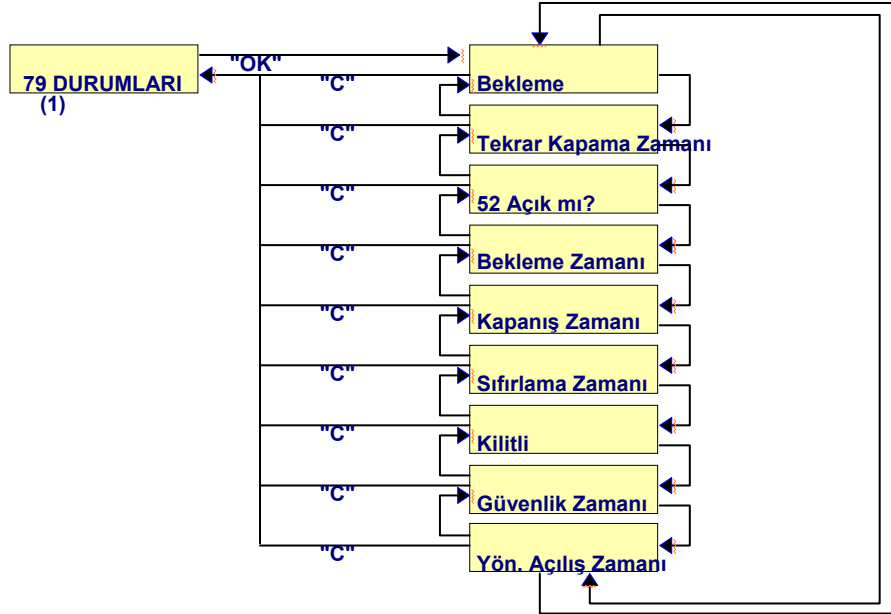 79 DURUMLARI
(1)
"OK"
"C"
Bekleme
"C"
Tekrar Kapama Zamanı
"C"
52 Açık mı?
"C"
Bekleme Zamanı
"C"
Kapanış Zamanı
"C"
Sıfırlama Zamanı
"C"
Kilitli
"C"
Güvenlik Zamanı
"C"
Yön. Açılış Zamanı